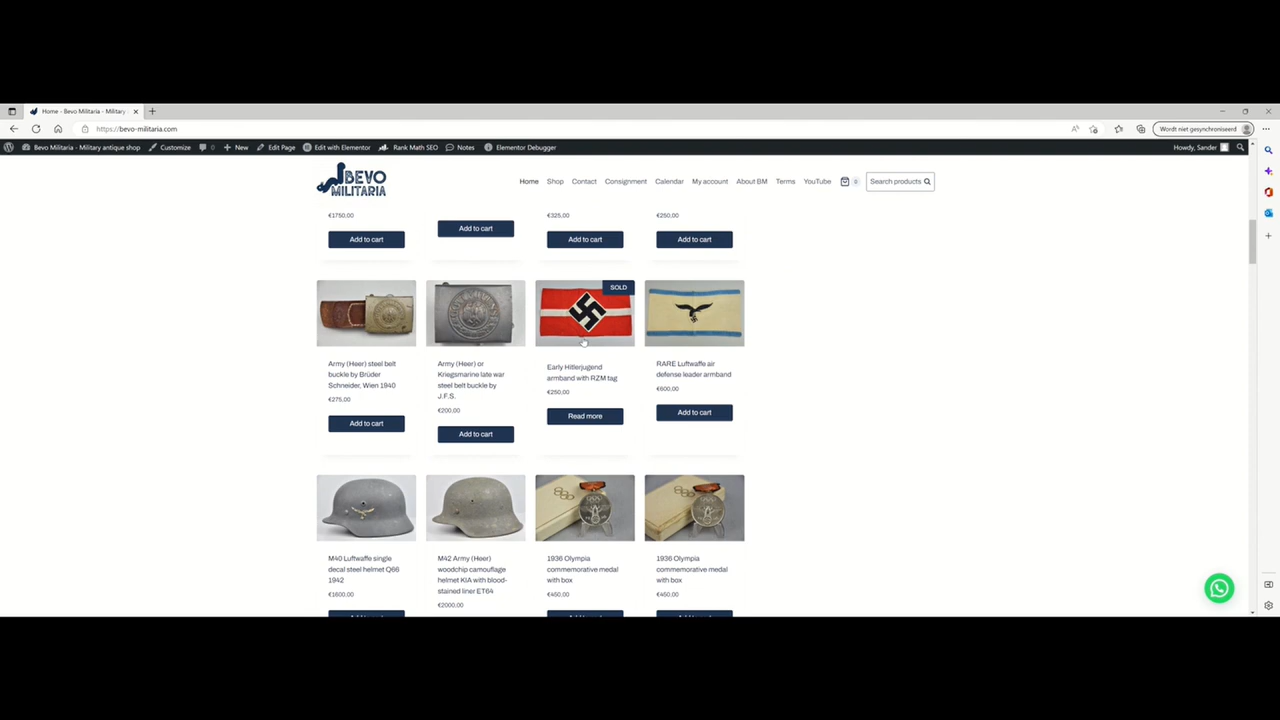 Home - Bevo Militaria - Military
https://bevo-militaria.com
Wordt niet gesynchroniseerd
Bevo Militaria - Military antique shop Customize 0 New Edit Page Edit with Elementor Rank Math SEO Notes Elementor Debugger Howdy, Sander
BEVO
MILITARIA
Home Shop Contact Consignment Calendar My account About BM Terms YouTube 0 Search products
€1750,00
€325,00
€250,00
Add to cart
Add to cart
Add to cart
Add to cart
SOLD
Army (Heer) steel belt
buckle by Brüder
Schneider, Wien 1940
€275,00
Add to cart
Army (Heer) or
Kriegsmarine late war
steel belt buckle by
J.F.S.
€200,00
Add to cart
Early Hitlerjugend
armband with RZM tag
€250,00
Read more
RARE Luftwaffe air
defense leader armband
€600,00
Add to cart
M40 Luftwaffe single
decal steel helmet Q66
1942
€1600,00
M42 Army (Heer)
woodchip camouflage
helmet KIA with blood-
stained liner ET64
€2000,00
1936 Olympia
commemorative medal
with box
€450,00
1936 Olympia
commemorative medal
with box
€450,00